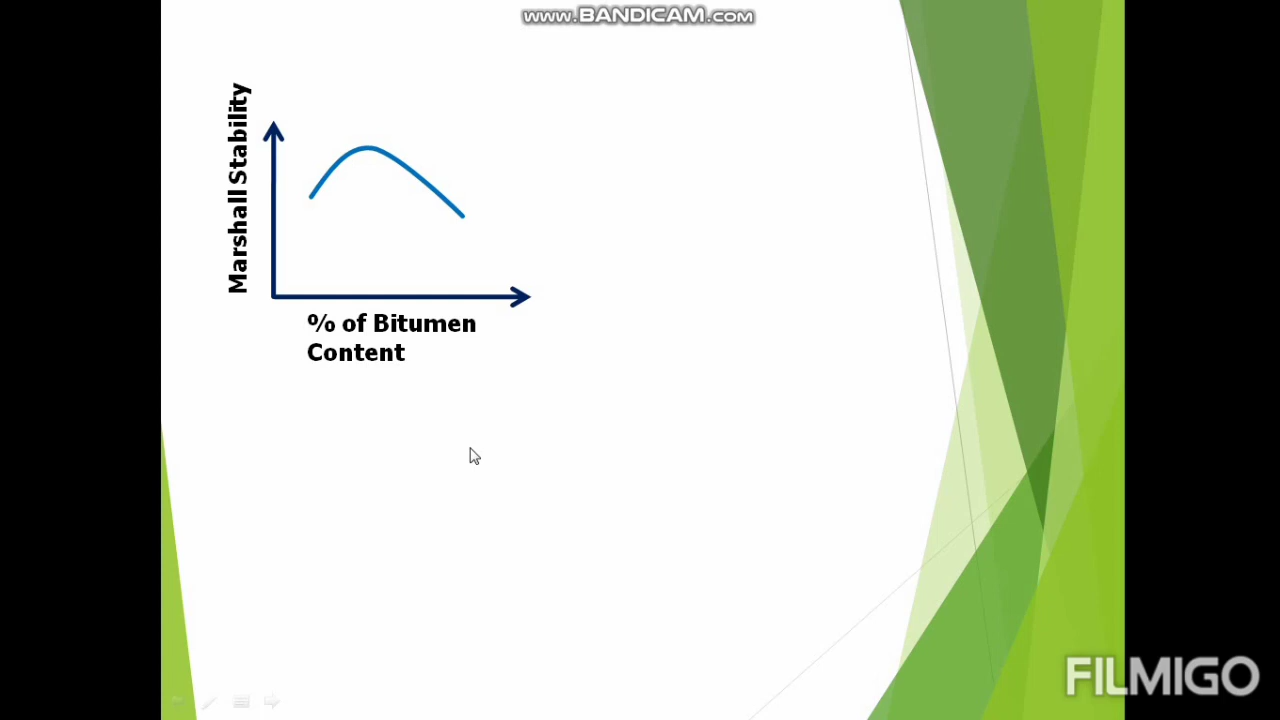 www.BANDICAM.com
Marshall Stability
% of Bitumen
Content
FILMIGO